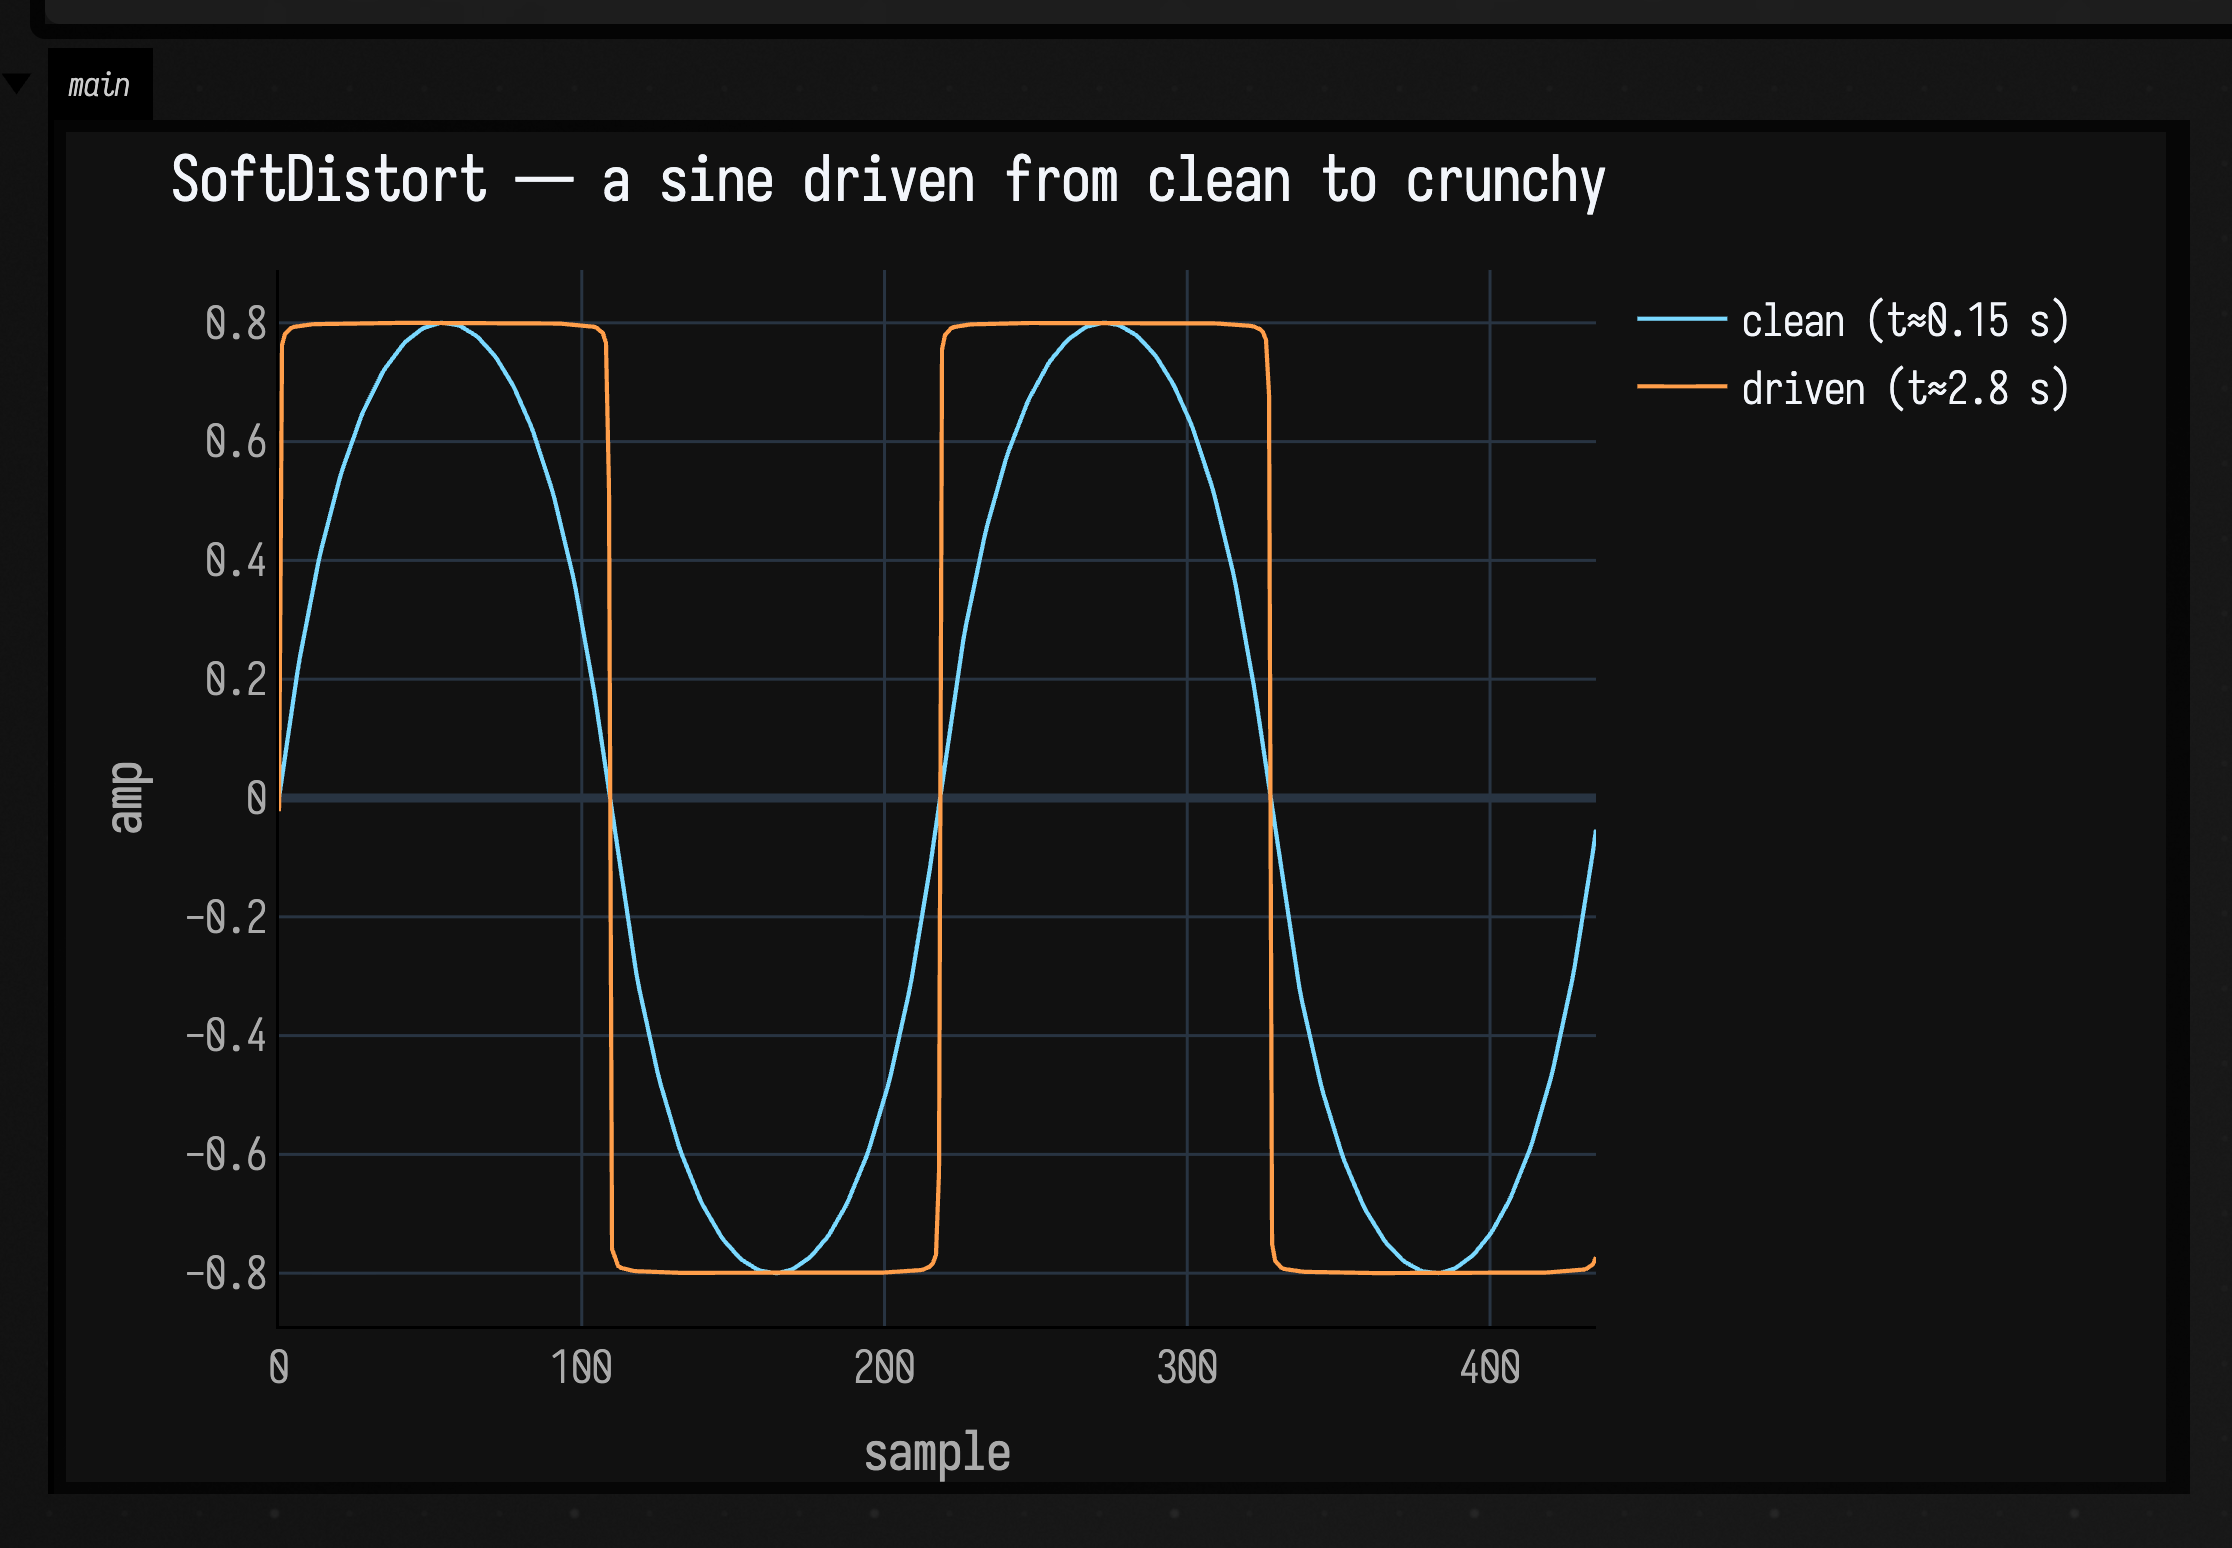 main
SoftDistort — a sine driven from clean to crunchy
clean (t≈0.15 s)
driven (t≈2.8 s)
0.8
0.6
0.4
0.2
0
−0.2
−0.4
−0.6
−0.8
amp
0 100 200 300 400
sample